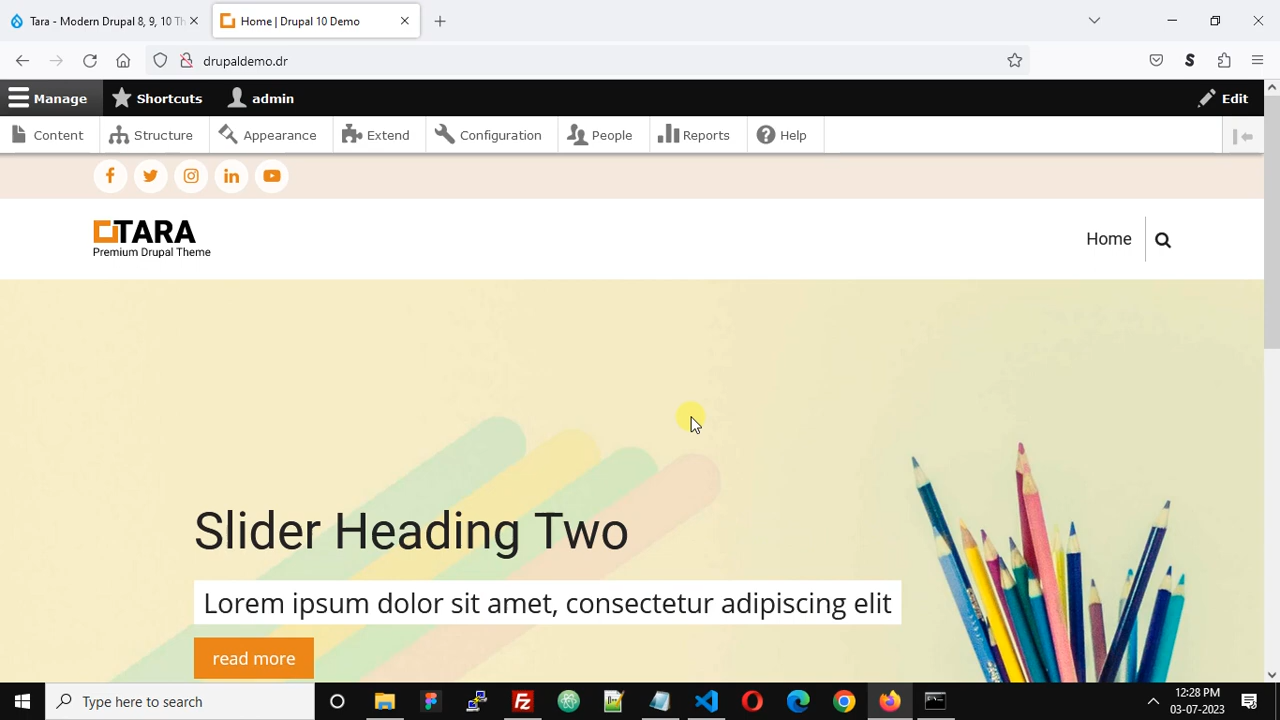 Tara - Modern Drupal 8, 9, 10 Th
Home | Drupal 10 Demo
drupaldemo.dr
Manage
Shortcuts
admin
Edit
Content
Structure
Appearance
Extend
Configuration
People
Reports
Help
TARA
Premium Drupal Theme
Home
Slider Heading Two
Lorem ipsum dolor sit amet, consectetur adipiscing elit
read more
Type here to search
12:28 PM
03-07-2023